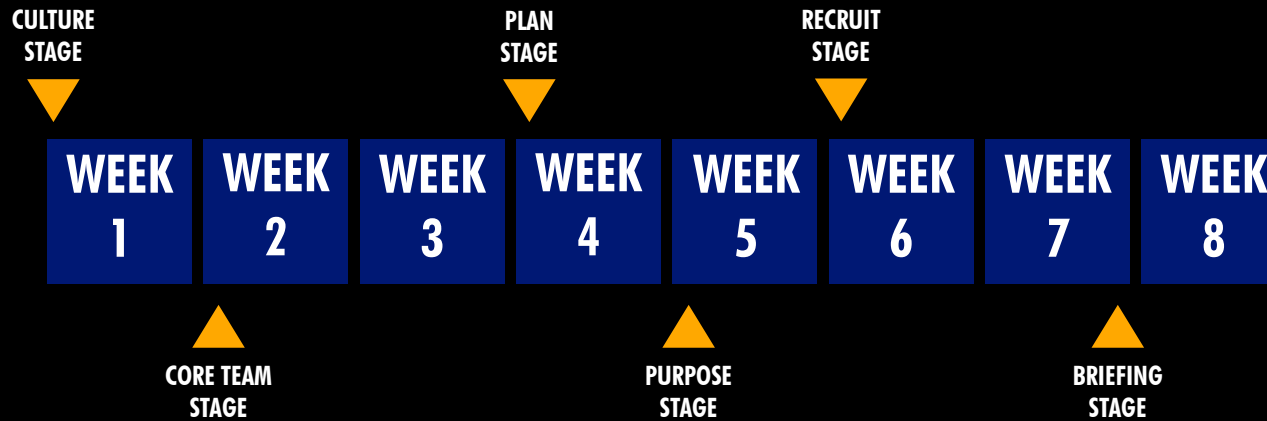 CULTURE
STAGE
PLAN
STAGE
RECRUIT
STAGE
WEEK
1
WEEK
2
WEEK
3
WEEK
4
WEEK
5
WEEK
6
WEEK
7
WEEK
8
CORE TEAM
STAGE
PURPOSE
STAGE
BRIEFING
STAGE